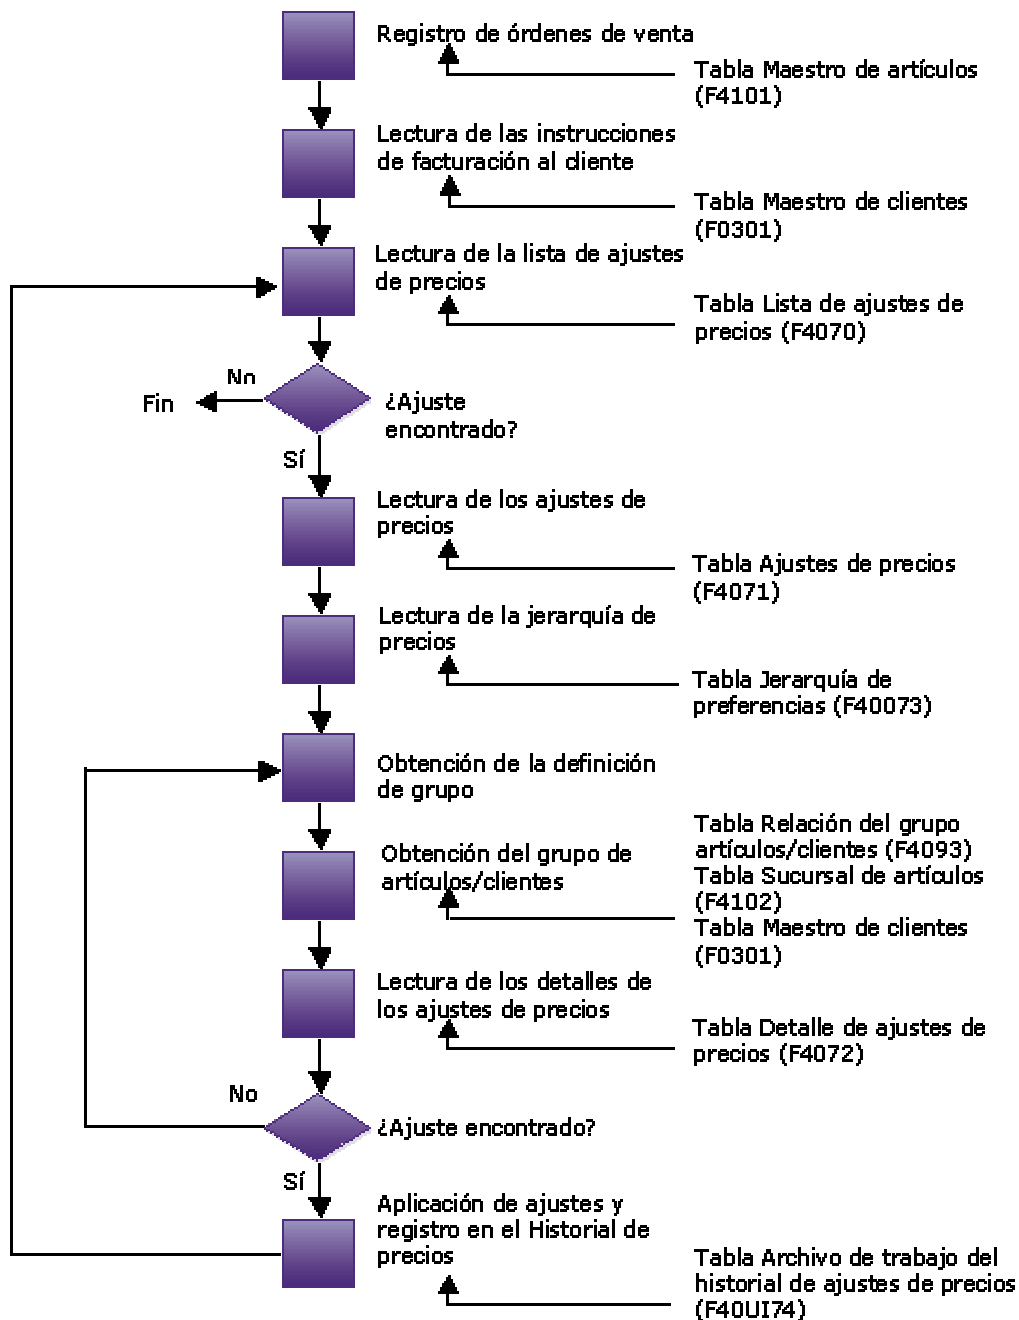 Registro de órdenes de venta
Tabla Maestro de artículos
(F4101)
Lectura de las instrucciones
de facturación al cliente
Tabla Maestro de clientes
(F0301)
Lectura de la lista de ajustes
de precios
Tabla Lista de ajustes de
precios (F4070)
No
Fin
¿Ajuste
encontrado?
Sí
Lectura de los ajustes de
precios
Tabla Ajustes de precios
(F4071)
Lectura de la jerarquía de
precios
Tabla Jerarquía de
preferencias (F40073)
Obtención de la definición
de grupo
Obtención del grupo de
artículos/clientes
Tabla Relación del grupo
artículos/clientes (F4093)
Tabla Sucursal de artículos
(F4102)
Tabla Maestro de clientes
(F0301)
Lectura de los detalles de
los ajustes de precios
Tabla Detalle de ajustes de
precios (F4072)
No
¿Ajuste encontrado?
Sí
Aplicación de ajustes y
registro en el Historial de
precios
Tabla Archivo de trabajo del
historial de ajustes de precios
(F40UI74)